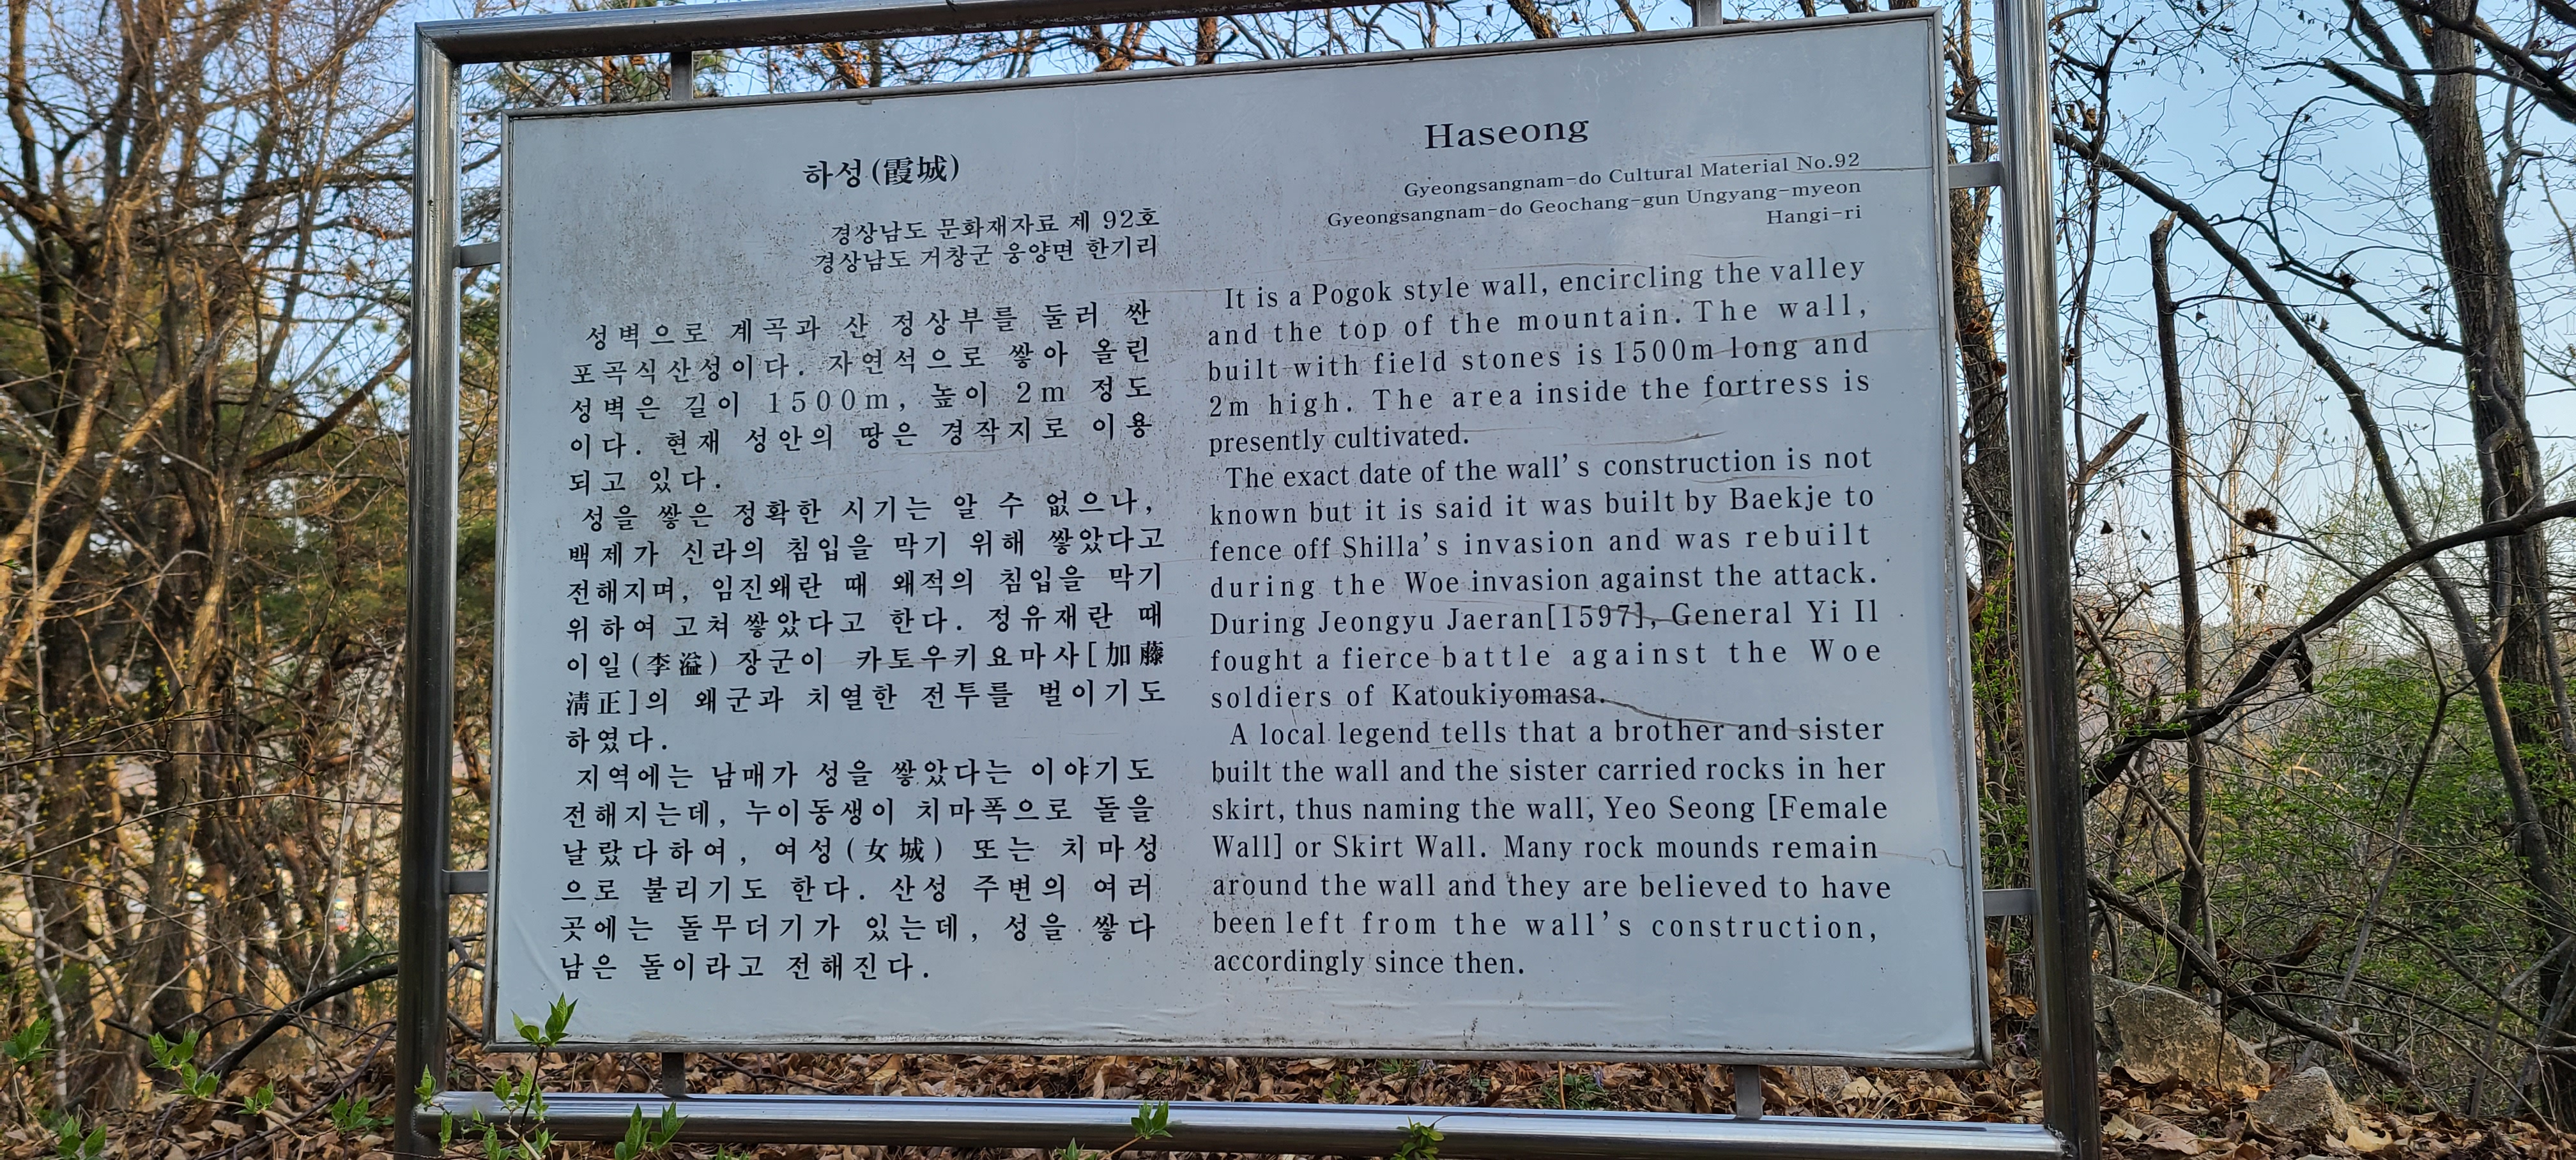 하성(霞城)
경상남도 문화재자료 제 92호
경상남도 거창군 웅양면 한기리
성벽으로 계곡과 산 정상부를 둘러 싼
포곡식산성이다. 자연석으로 쌓아 올린
성벽은 길이 1500m, 높이 2m 정도
이다. 현재 성안의 땅은 경작지로 이용
되고 있다.
성을 쌓은 정확한 시기는 알 수 없으나,
백제가 신라의 침입을 막기 위해 쌓았다고
전해지며, 임진왜란 때 왜적의 침입을 막기
위하여 고쳐 쌓았다고 한다. 정유재란 때
이일(李溢) 장군이 카토우키요마사[加藤
淸正]의 왜군과 치열한 전투를 벌이기도
하였다.
지역에는 남매가 성을 쌓았다는 이야기도
전해지는데, 누이동생이 치마폭으로 돌을
날랐다하여, 여성(女城) 또는 치마성
으로 불리기도 한다. 산성 주변의 여러
곳에는 돌무더기가 있는데, 성을 쌓다
남은 돌이라고 전해진다.
Haseong
Gyeongsangnam-do Cultural Material No.92
Gyeongsangnam-do Geochang-gun Ungyang-myeon
Hangi-ri
It is a Pogok style wall, encircling the valley
and the top of the mountain. The wall,
built with field stones is 1500m long and
2m high. The area inside the fortress is
presently cultivated.
The exact date of the wall's construction is not
known but it is said it was built by Baekje to
fence off Shilla's invasion and was rebuilt
during the Woe invasion against the attack.
During Jeongyu Jaeran[1597], General Yi Il
fought a fierce battle against the Woe
soldiers of Katoukiyomasa.
A local legend tells that a brother and sister
built the wall and the sister carried rocks in her
skirt, thus naming the wall, Yeo Seong [Female
Wall] or Skirt Wall. Many rock mounds remain
around the wall and they are believed to have
been left from the wall's construction,
accordingly since then.